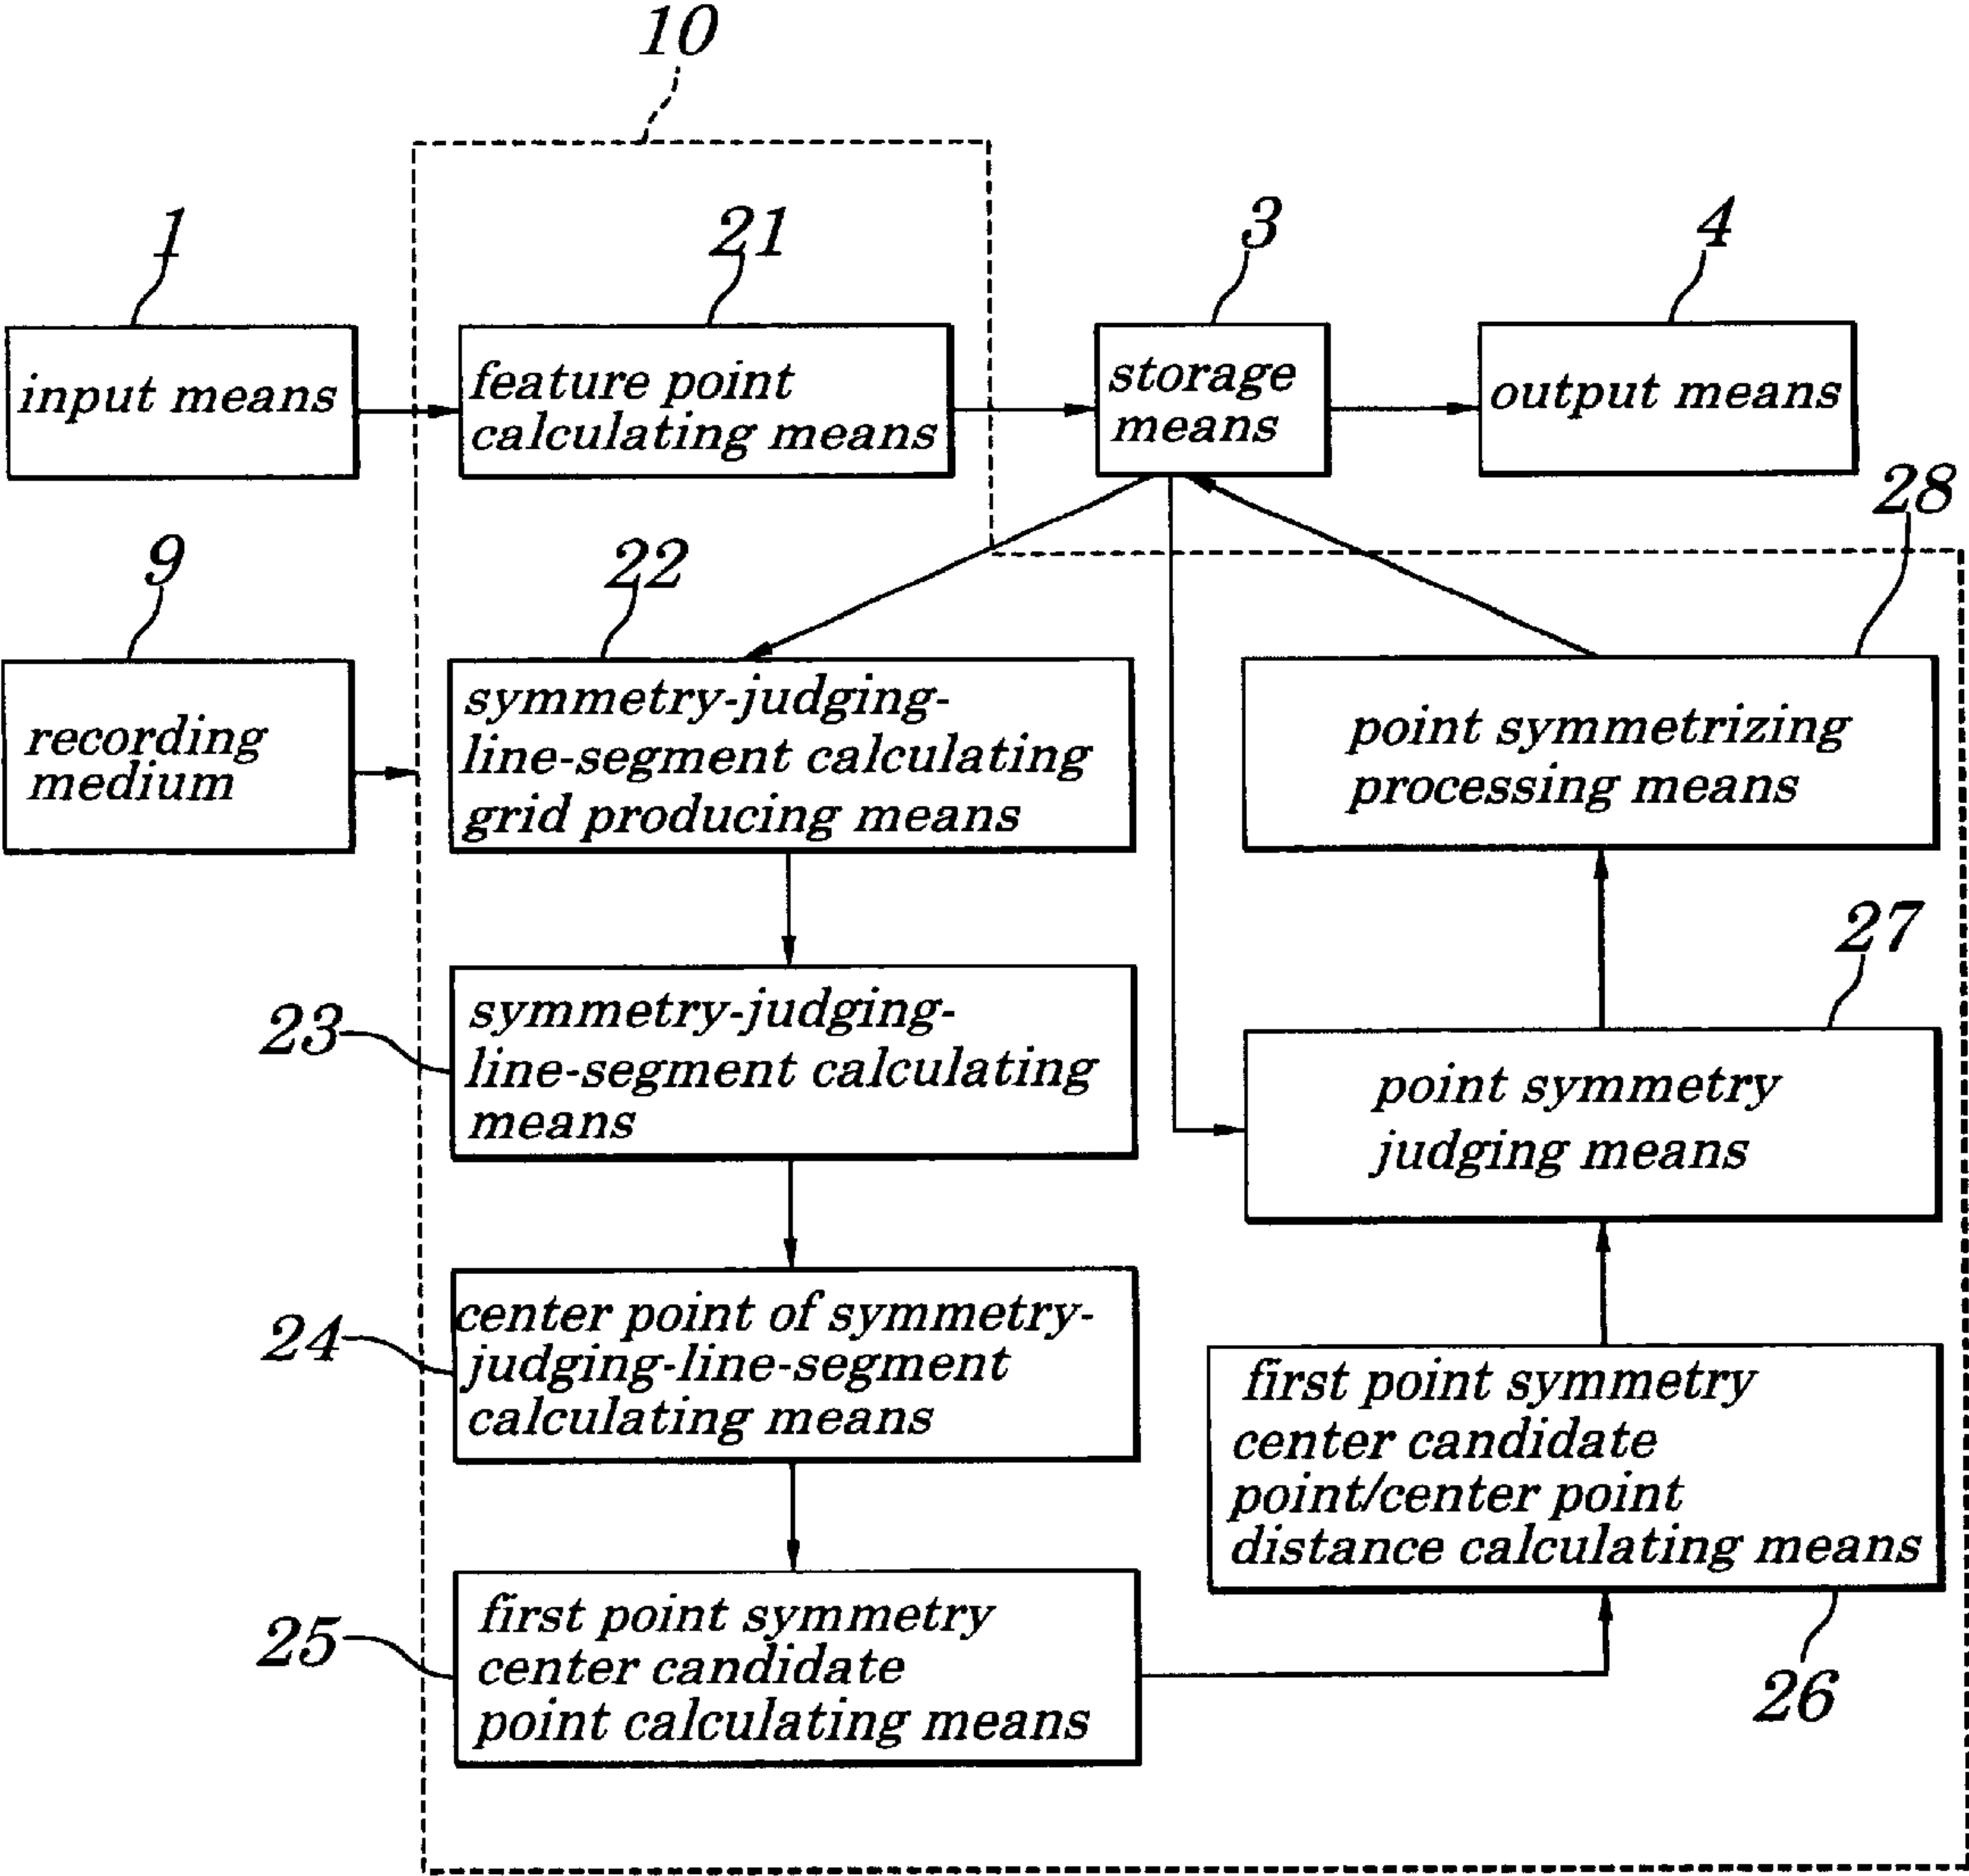 10
1
21
3
4
input means
feature point
calculating means
storage
means
output means
28
9
22
recording
medium
symmetry-judging-
line-segment calculating
grid producing means
point symmetrizing
processing means
27
23
symmetry-judging-
line-segment calculating
means
point symmetry
judging means
24
center point of symmetry-
judging-line-segment
calculating means
first point symmetry
center candidate
point/center point
distance calculating means
25
first point symmetry
center candidate
point calculating means
26